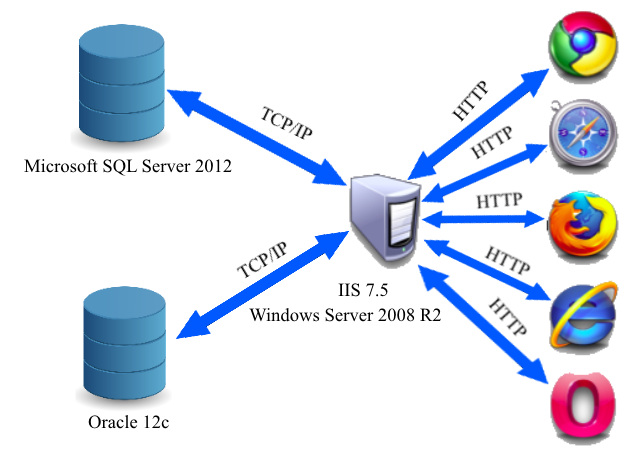 TCP/IP
Microsoft SQL Server 2012
HTTP
HTTP
HTTP
HTTP
HTTP
TCP/IP
IIS 7.5
Windows Server 2008 R2
Oracle 12c